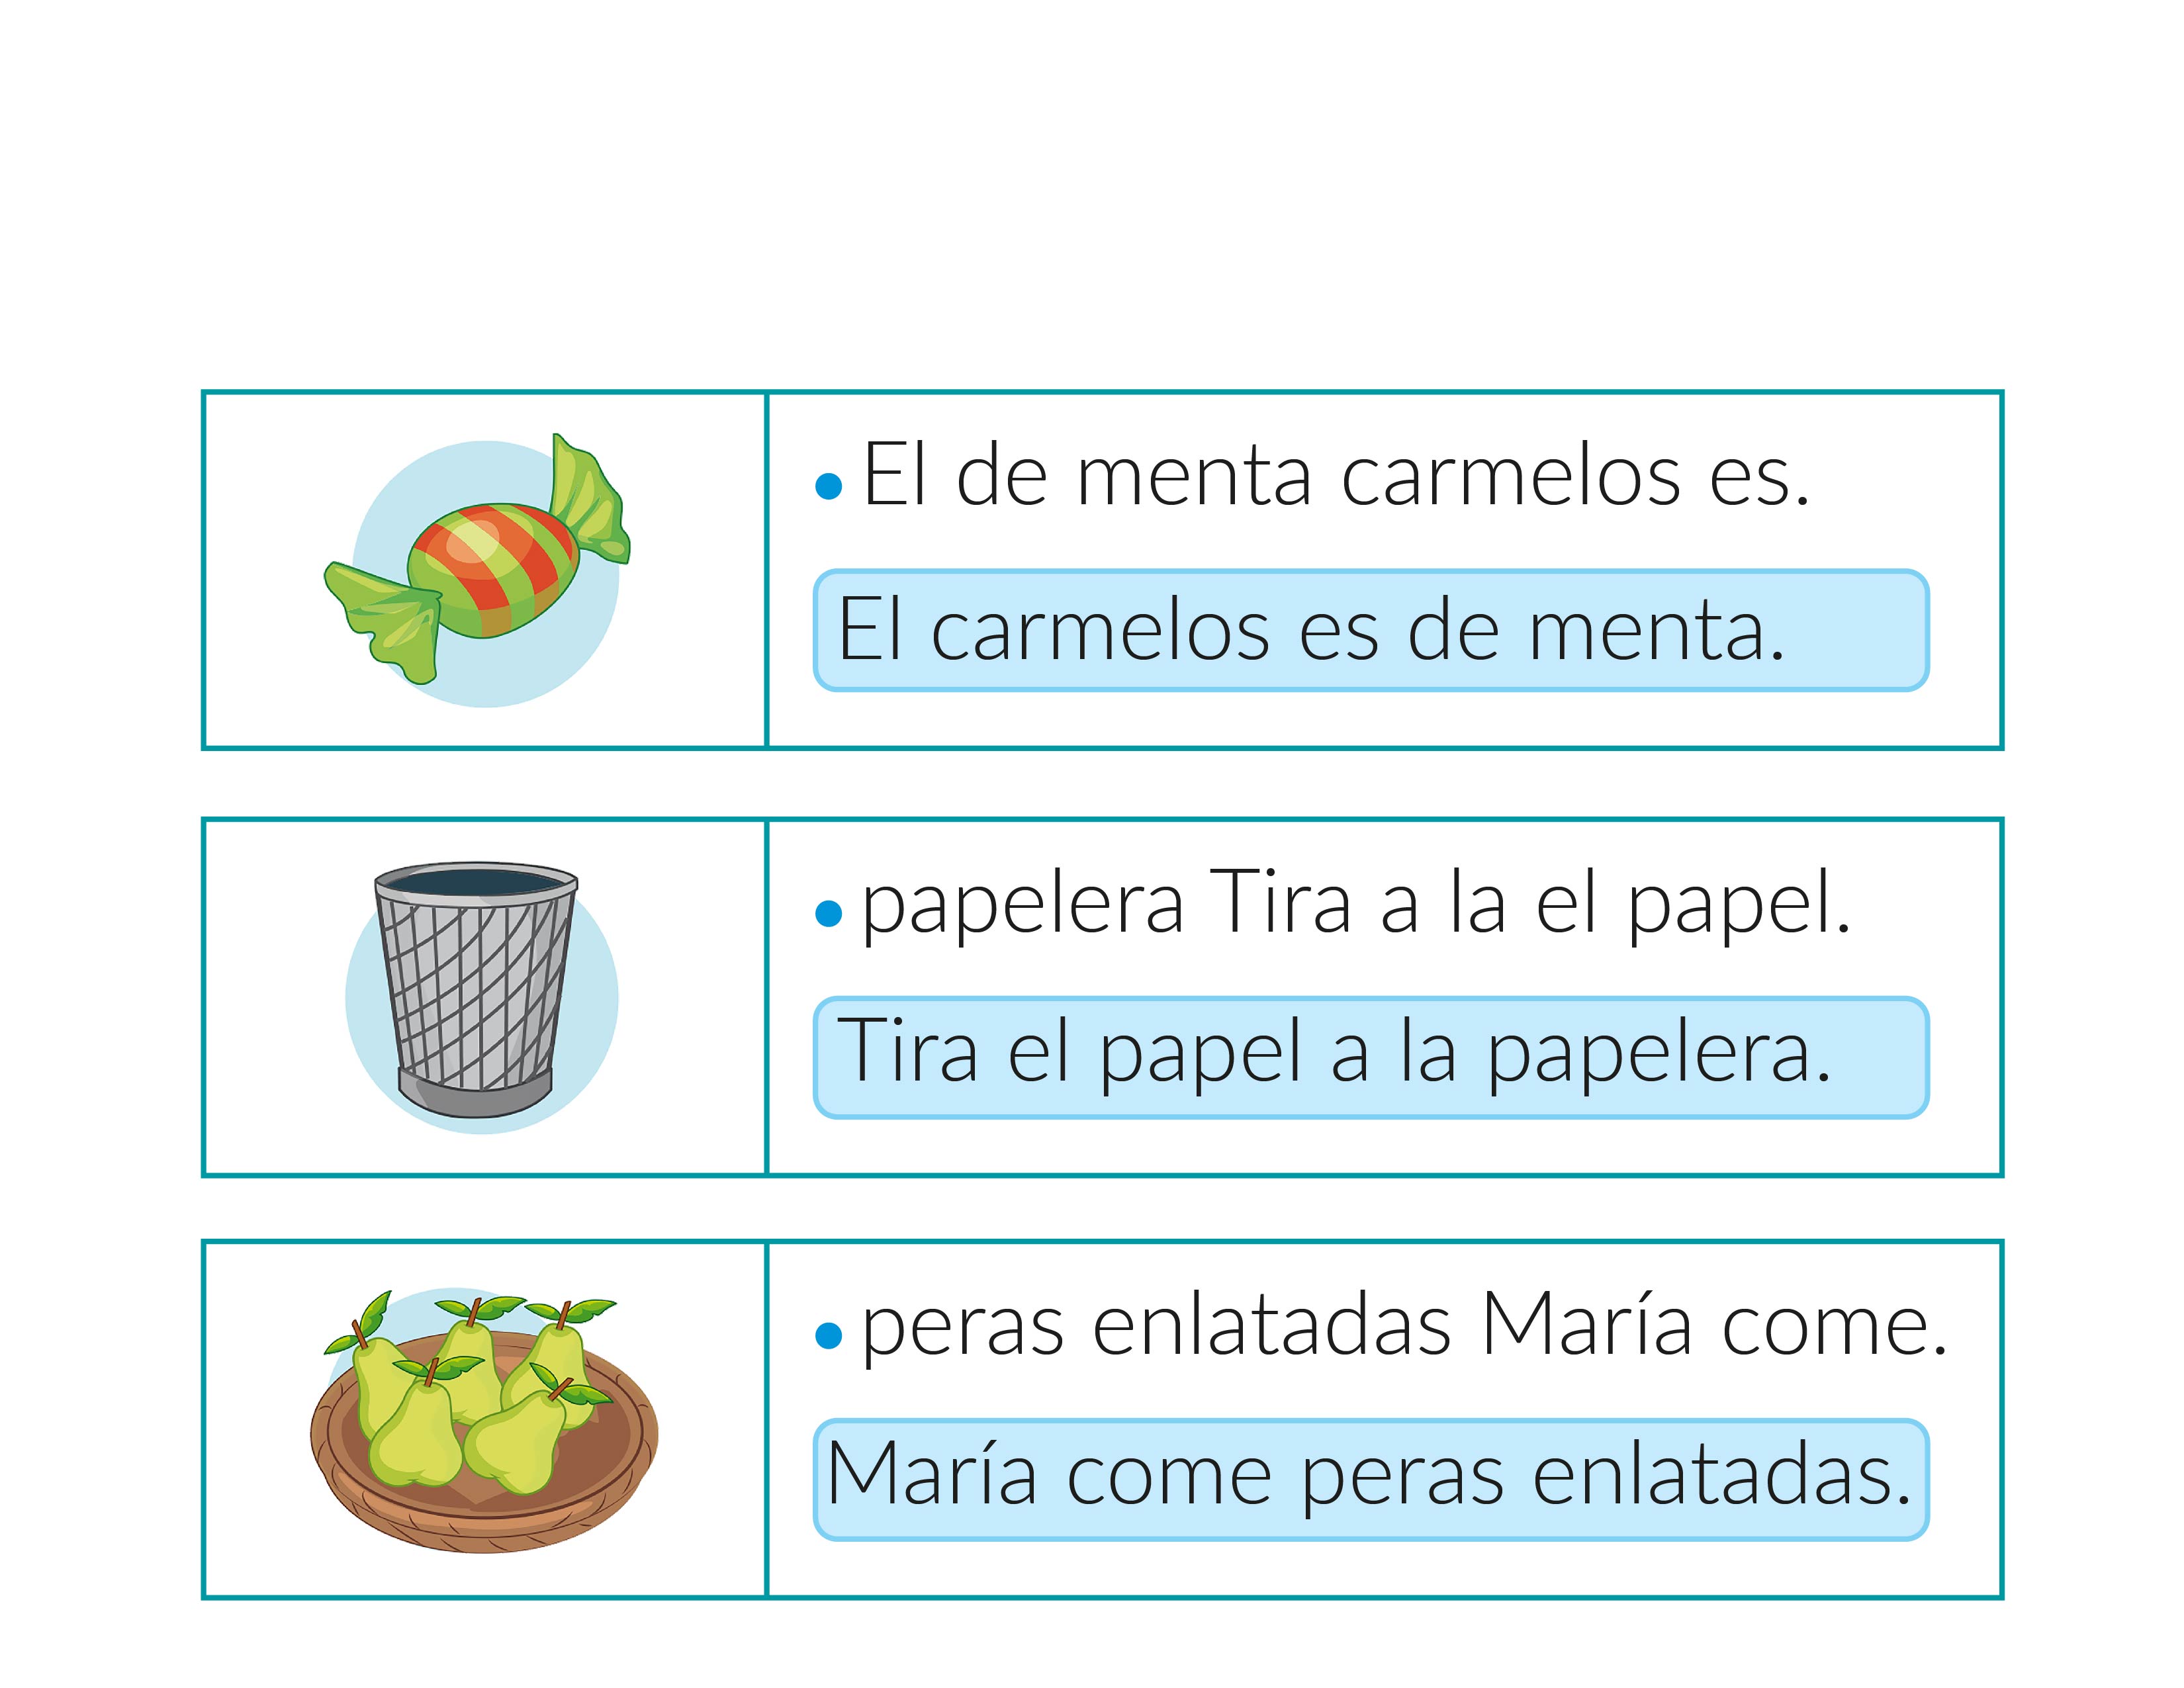 • El de menta carmelos es.
El carmelos es de menta.
• papelera Tira a la el papel.
Tira el papel a la papelera.
• peras enlatadas María come.
María come peras enlatadas.